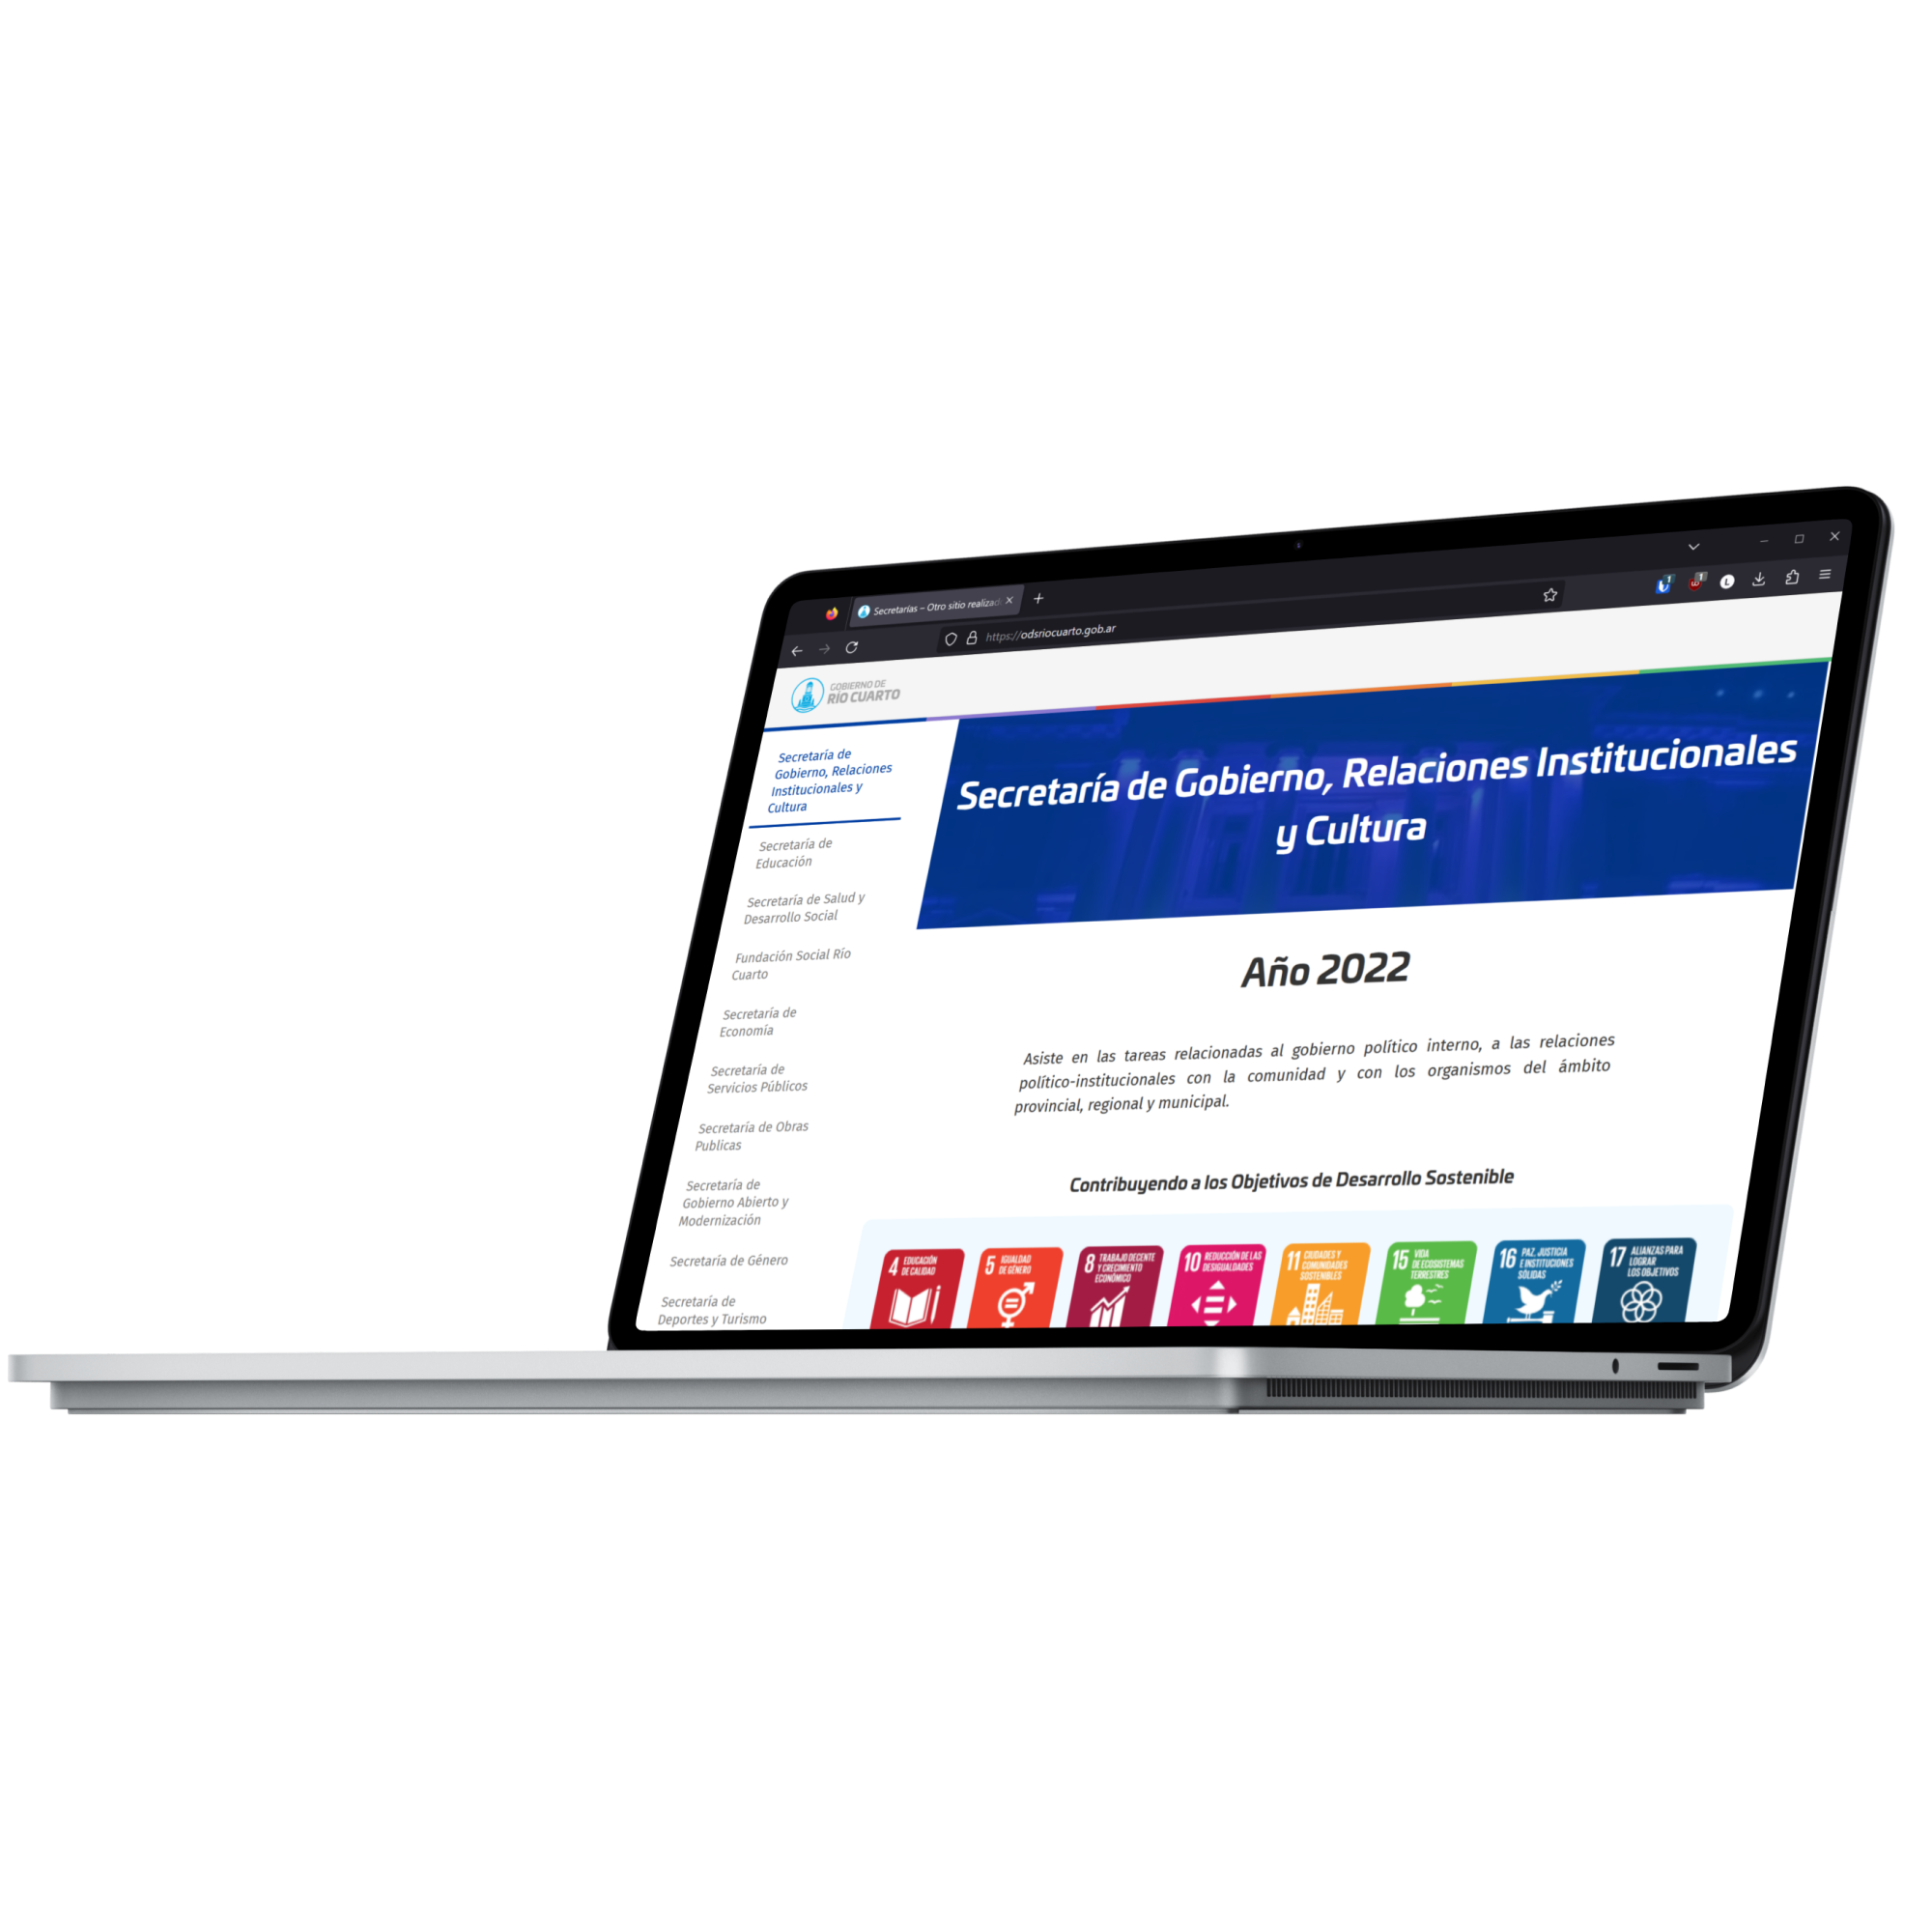 Secretarías – Otro sitio realizad
https://odsriocuarto.gob.ar
GOBIERNO DE
RÍO CUARTO
Secretaría de
Gobierno, Relaciones
Institucionales y
Cultura
Secretaría de
Educación
Secretaría de Salud y
Desarrollo Social
Fundación Social Río
Cuarto
Secretaría de
Economía
Secretaría de
Servicios Públicos
Secretaría de Obras
Publicas
Secretaría de
Gobierno Abierto y
Modernización
Secretaría de Género
Secretaría de
Deportes y Turismo
Secretaría de Gobierno, Relaciones Institucionales
y Cultura
Año 2022
Asiste en las tareas relacionadas al gobierno político interno, a las relaciones
político-institucionales con la comunidad y con los organismos del ámbito
provincial, regional y municipal.
Contribuyendo a los Objetivos de Desarrollo Sostenible
4 EDUCACIÓN
DE CALIDAD
5 IGUALDAD
DE GÉNERO
8 TRABAJO DECENTE
Y CRECIMIENTO
ECONÓMICO
10 REDUCCIÓN DE LAS
DESIGUALDADES
11 CIUDADES Y
COMUNIDADES
SOSTENIBLES
15 VIDA
DE ECOSISTEMAS
TERRESTRES
16 PAZ, JUSTICIA
E INSTITUCIONES
SÓLIDAS
17 ALIANZAS PARA
LOGRAR
LOS OBJETIVOS